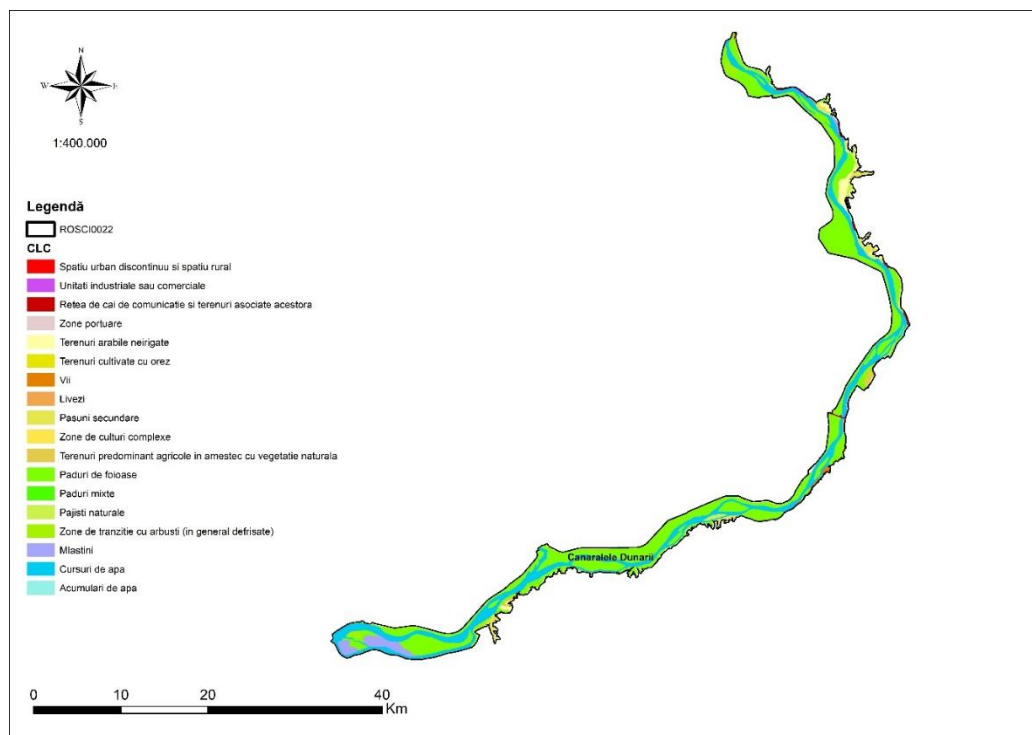 N
W E
S
1:400.000
Legendă
ROSCI0022
CLC
Spatiu urban discontinuu si spatiu rural
Unitati industriale sau comerciale
Retea de cai de comunicatie si terenuri asociate acestora
Zone portuare
Terenuri arabile neirigate
Terenuri cultivate cu orez
Vii
Livezi
Pasuni secundare
Zone de culturi complexe
Terenuri predominant agricole in amestec cu vegetatie naturala
Paduri de foioase
Paduri mixte
Pajisti naturale
Zone de tranzitie cu arbusti (in general defrisate)
Mlastini
Cursuri de apa
Acumulari de apa
Canaralele Dunarii
0 10 20 40
Km